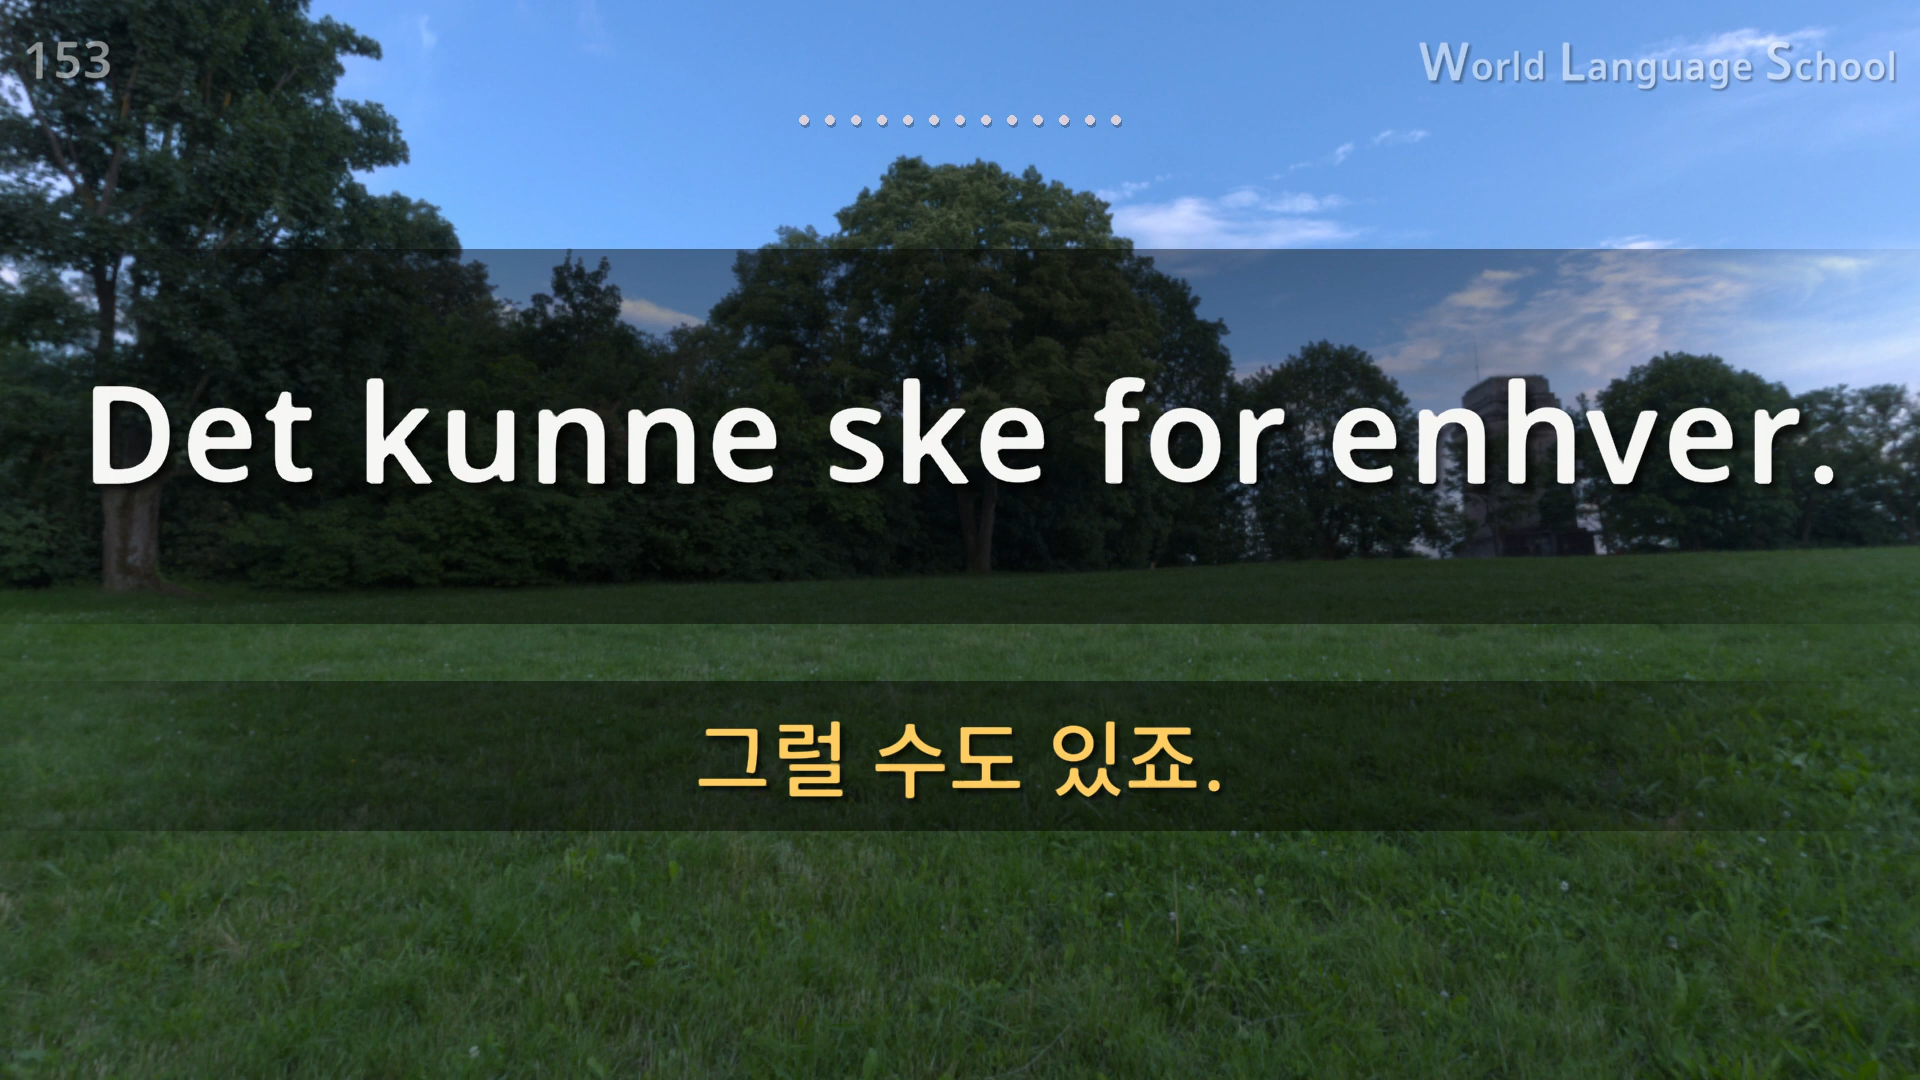 153
World Language School
Det kunne ske for enhver.
그럴 수도 있죠.